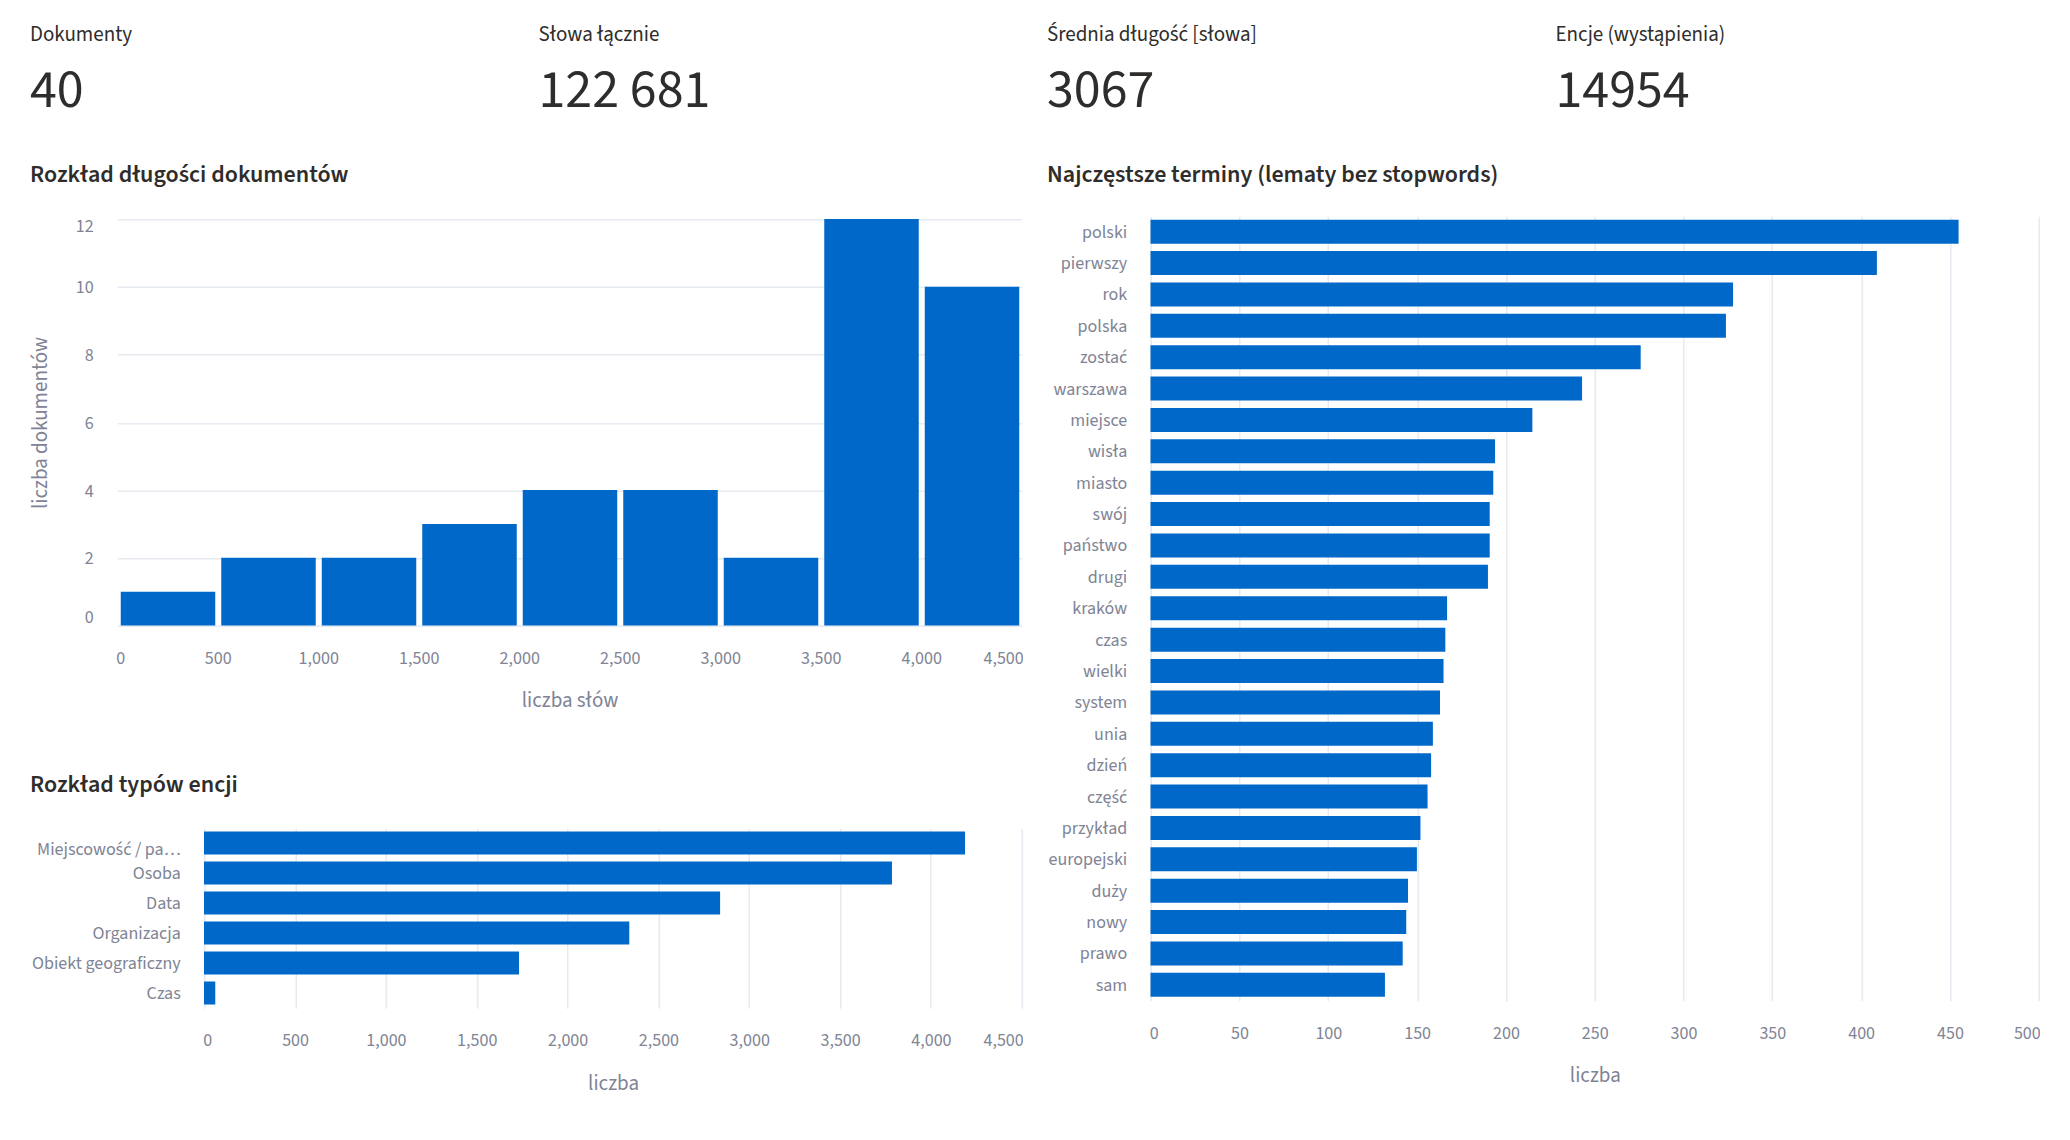 Dokumenty
40
Słowa łącznie
122 681
Średnia długość [słowa]
3067
Encje (wystąpienia)
14954
Rozkład długości dokumentów
12
10
8
6
4
2
0
liczba dokumentów
0 500 1,000 1,500 2,000 2,500 3,000 3,500 4,000 4,500
liczba słów
Rozkład typów encji
Miejscowość / pa…
Osoba
Data
Organizacja
Obiekt geograficzny
Czas
0 500 1,000 1,500 2,000 2,500 3,000 3,500 4,000 4,500
liczba
Najczęstsze terminy (lematy bez stopwords)
polski
pierwszy
rok
polska
zostać
warszawa
miejsce
wisła
miasto
swój
państwo
drugi
kraków
czas
wielki
system
unia
dzień
część
przykład
europejski
duży
nowy
prawo
sam
0 50 100 150 200 250 300 350 400 450 500
liczba